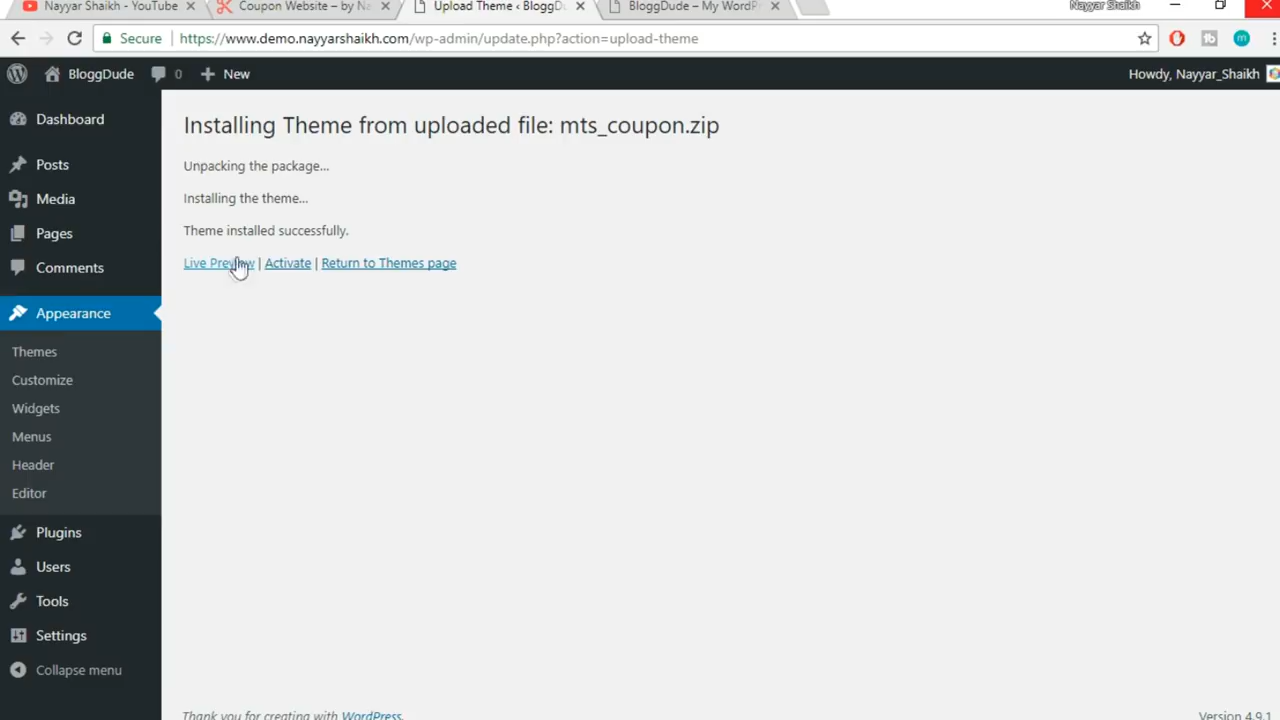 Nayyar Shaikh - YouTube
Coupon Website – by Na
Upload Theme ‹ BloggDu
BloggDude – My WordPr
Nayyar Shaikh
Secure
https://www.demo.nayyarshaikh.com/wp-admin/update.php?action=upload-theme
BloggDude
0
New
Howdy, Nayyar_Shaikh
Dashboard
Posts
Media
Pages
Comments
Appearance
Themes
Customize
Widgets
Menus
Header
Editor
Plugins
Users
Tools
Settings
Collapse menu
Installing Theme from uploaded file: mts_coupon.zip
Unpacking the package...
Installing the theme...
Theme installed successfully.
Live Preview | Activate | Return to Themes page
Thank you for creating with WordPress.
Version 4.9.1